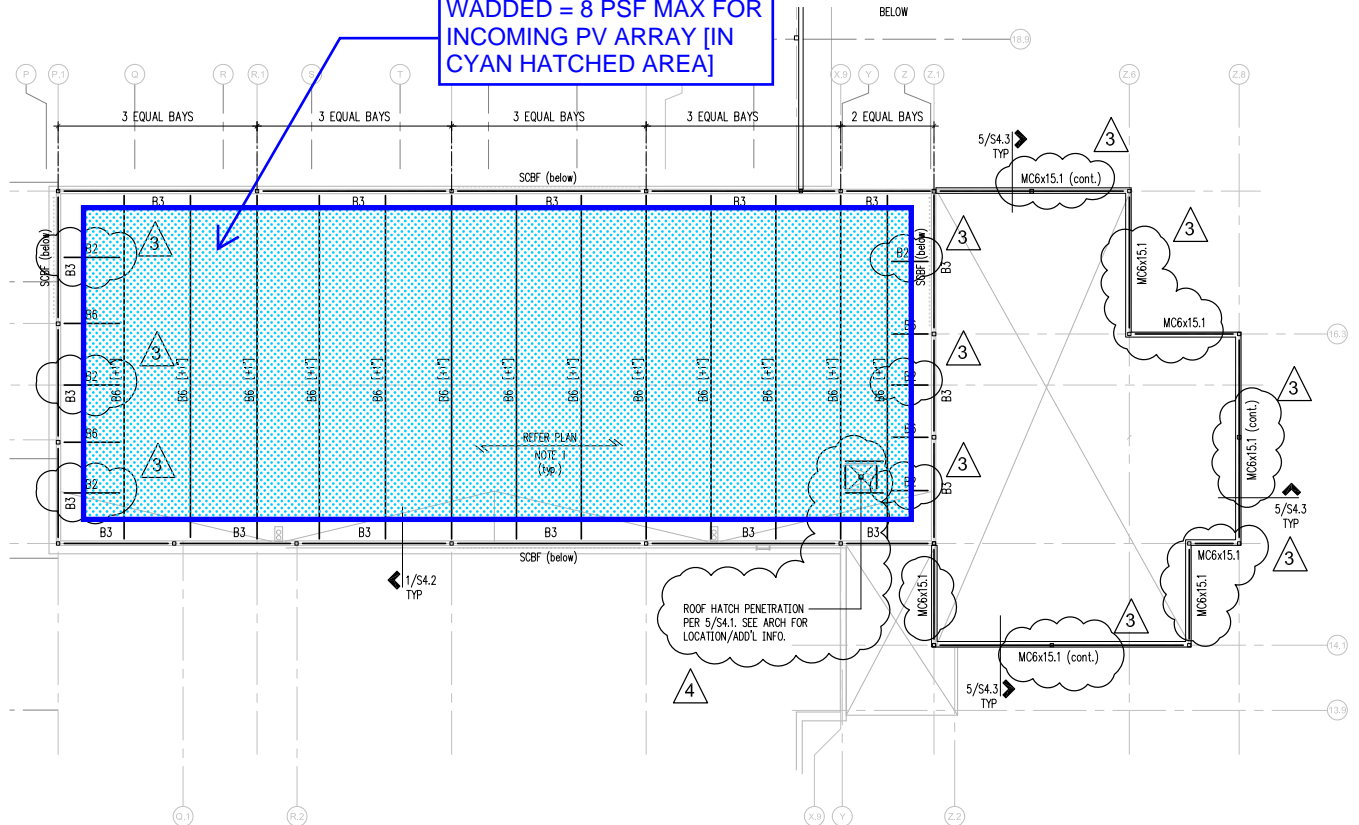 WADDED = 8 PSF MAX FOR
INCOMING PV ARRAY [IN
CYAN HATCHED AREA]
BELOW
18.9
P P.1 Q R R.1 S T X.9 Y Z Z.1 Z.6 Z.8
3 EQUAL BAYS 3 EQUAL BAYS 3 EQUAL BAYS 3 EQUAL BAYS 2 EQUAL BAYS
5/S4.3
TYP
3
SCBF (below)
MC6x15.1 (cont.)
B3 B3 B3 B3 B3
SCBF (below)
B2
B3
3
B2
B3
SCBF (below)
3
MC6x15.1
3
B6
MC6x15.1
16.3
3
B2
B3
B6 [+1"] B6 [+1"] B6 [+1"] B6 [+1"] B6 [+1"] B6 [+1"] B6 [+1"] B6 [+1"] B6 [+1"] B6 [+1"] B6 [+1"] B6 [+1"]
B3
3
3
MC6x15.1 (cont.)
B6
REFER PLAN
NOTE 1
(typ.)
3
B2
B3
B3
3
5/S4.3
TYP
B3 B3 B3 B3 B3 B3
SCBF (below)
MC6x15.1
3
1/S4.2
TYP
MC6x15.1
MC6x15.1
ROOF HATCH PENETRATION
PER 5/S4.1. SEE ARCH FOR
LOCATION/ADD'L INFO.
3
MC6x15.1 (cont.)
14.1
4
5/S4.3
TYP
13.9
Q.1 R.2 X.9 Y Z.2